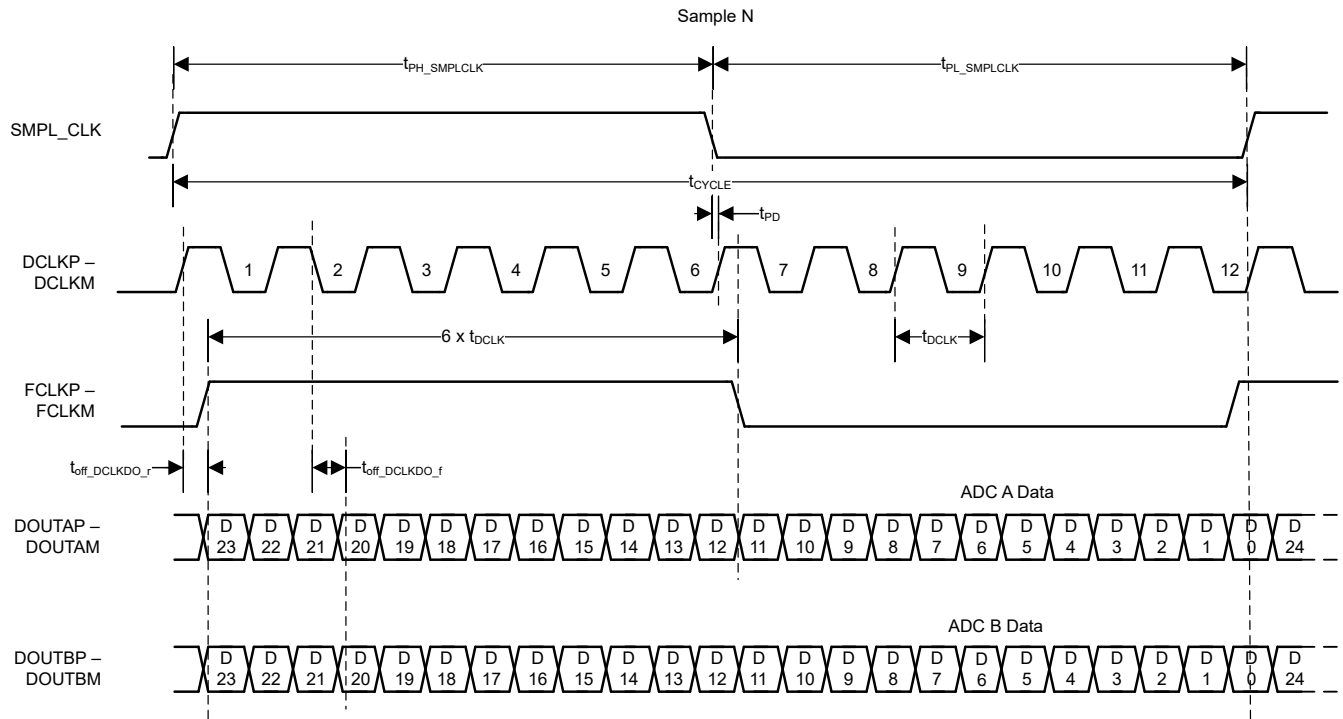 Sample N
tPH_SMPLCLK tPL_SMPLCLK
SMPL_CLK
tCYCLE
tPD
DCLKP –
DCLKM
1 2 3 4 5 6 7 8 9 10 11 12
6 x tDCLK tDCLK
FCLKP –
FCLKM
toff_DCLKDO_r toff_DCLKDO_f
ADC A Data
DOUTAP –
DOUTAM
D D D D D D D D D D D D D D D D D D D D D D D D D
23 22 21 20 19 18 17 16 15 14 13 12 11 10 9 8 7 6 5 4 3 2 1 0 24
ADC B Data
DOUTBP –
DOUTBM
D D D D D D D D D D D D D D D D D D D D D D D D D
23 22 21 20 19 18 17 16 15 14 13 12 11 10 9 8 7 6 5 4 3 2 1 0 24